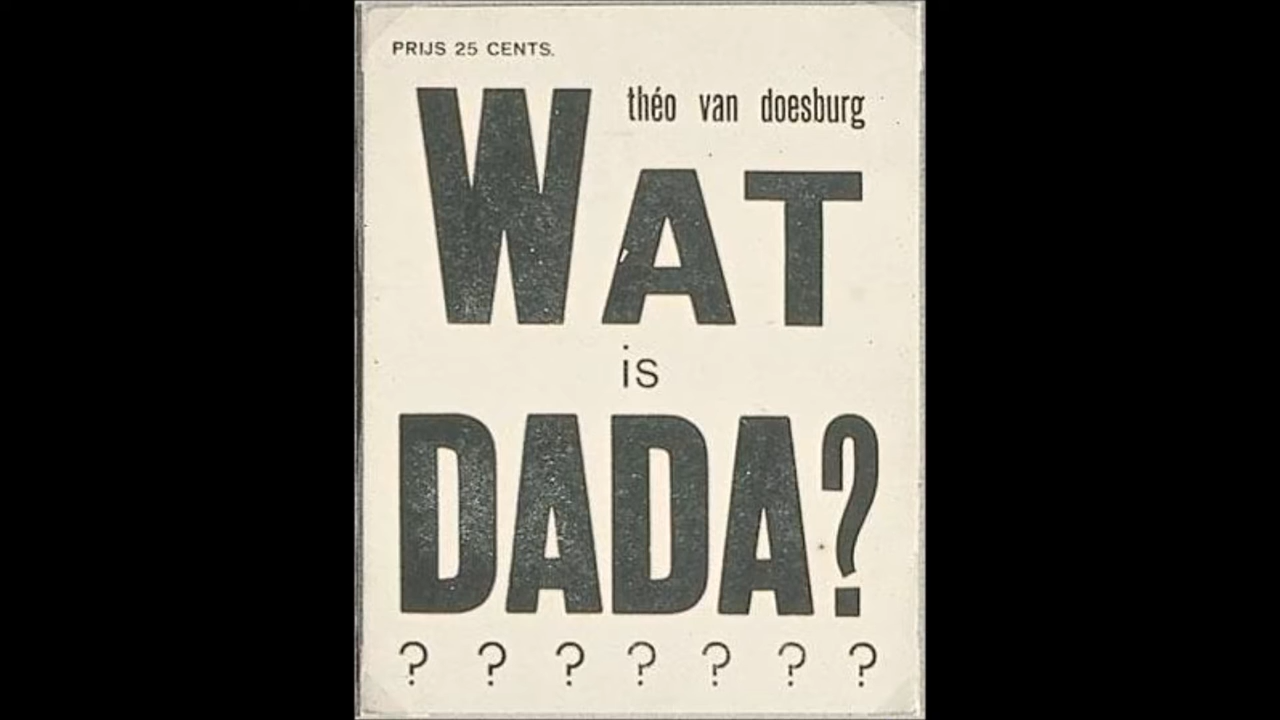 PRIJS 25 CENTS.
théo van doesburg
WAT
is
DADA?
? ? ? ? ? ? ?